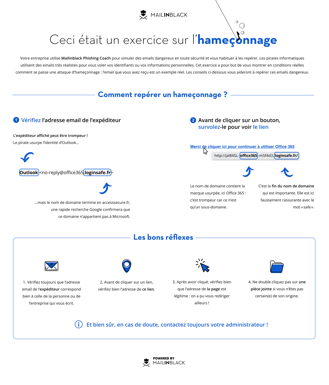 MAILINBLACK
Ceci était un exercice sur l'hameçonnage
Votre entreprise utilise Mailinblack Phishing Coach pour simuler des emails dangereux en toute sécurité et vous habituer à les repérer. Les pirates informatiques
utilisent des emails très réalistes pour vous voler vos identifiants ou vos informations personnelles. Cet exercice a pour but de vous montrer en conditions réelles
comment se passe une attaque d'hameçonnage : l'email que vous avez reçu est un exemple réel. Les conseils ci-dessous vous aideront à repérer ces emails dangereux.
Comment repérer un hameçonnage ?
1 Vérifiez l'adresse email de l'expéditeur
L'expéditeur affiché peut être trompeur !
Le pirate usurpe l'identité d'Outlook...
Outlook <no-reply@office365.loginsafe.fr>
...mais le nom de domaine termine en accessecure.fr,
une rapide recherche Google confirmera que
ce domaine n'appartient pas à Microsoft.
2 Avant de cliquer sur un bouton,
survolez-le pour voir le lien
Merci de cliquer ici pour continuer à utiliser Office 365
office365
loginsafe.fr/
Le nom de domaine contient la
marque usurpée, ici Office 365 :
c'est trompeur car ce n'est
qu'un sous-domaine.
C'est la fin du nom de domaine
qui est importante. Elle est ici
faussement rassurante avec le
mot « safe ».
Les bons réflexes
1. Vérifiez toujours que l'adresse
email de l'expéditeur correspond
bien à celle de la personne ou de
l'entreprise qui vous écrit.
2. Avant de cliquer sur un lien,
vérifiez bien l'adresse de ce lien.
3. Après avoir cliqué, vérifiez bien
que l'adresse de la page est
légitime : on a pu vous rediriger
ailleurs !
4. Ne double cliquez pas sur une
pièce jointe si vous n'êtes pas
certain(e) de son origine.
Et bien sûr, en cas de doute, contactez toujours votre administrateur !
POWERED BY
MAILINBLACK